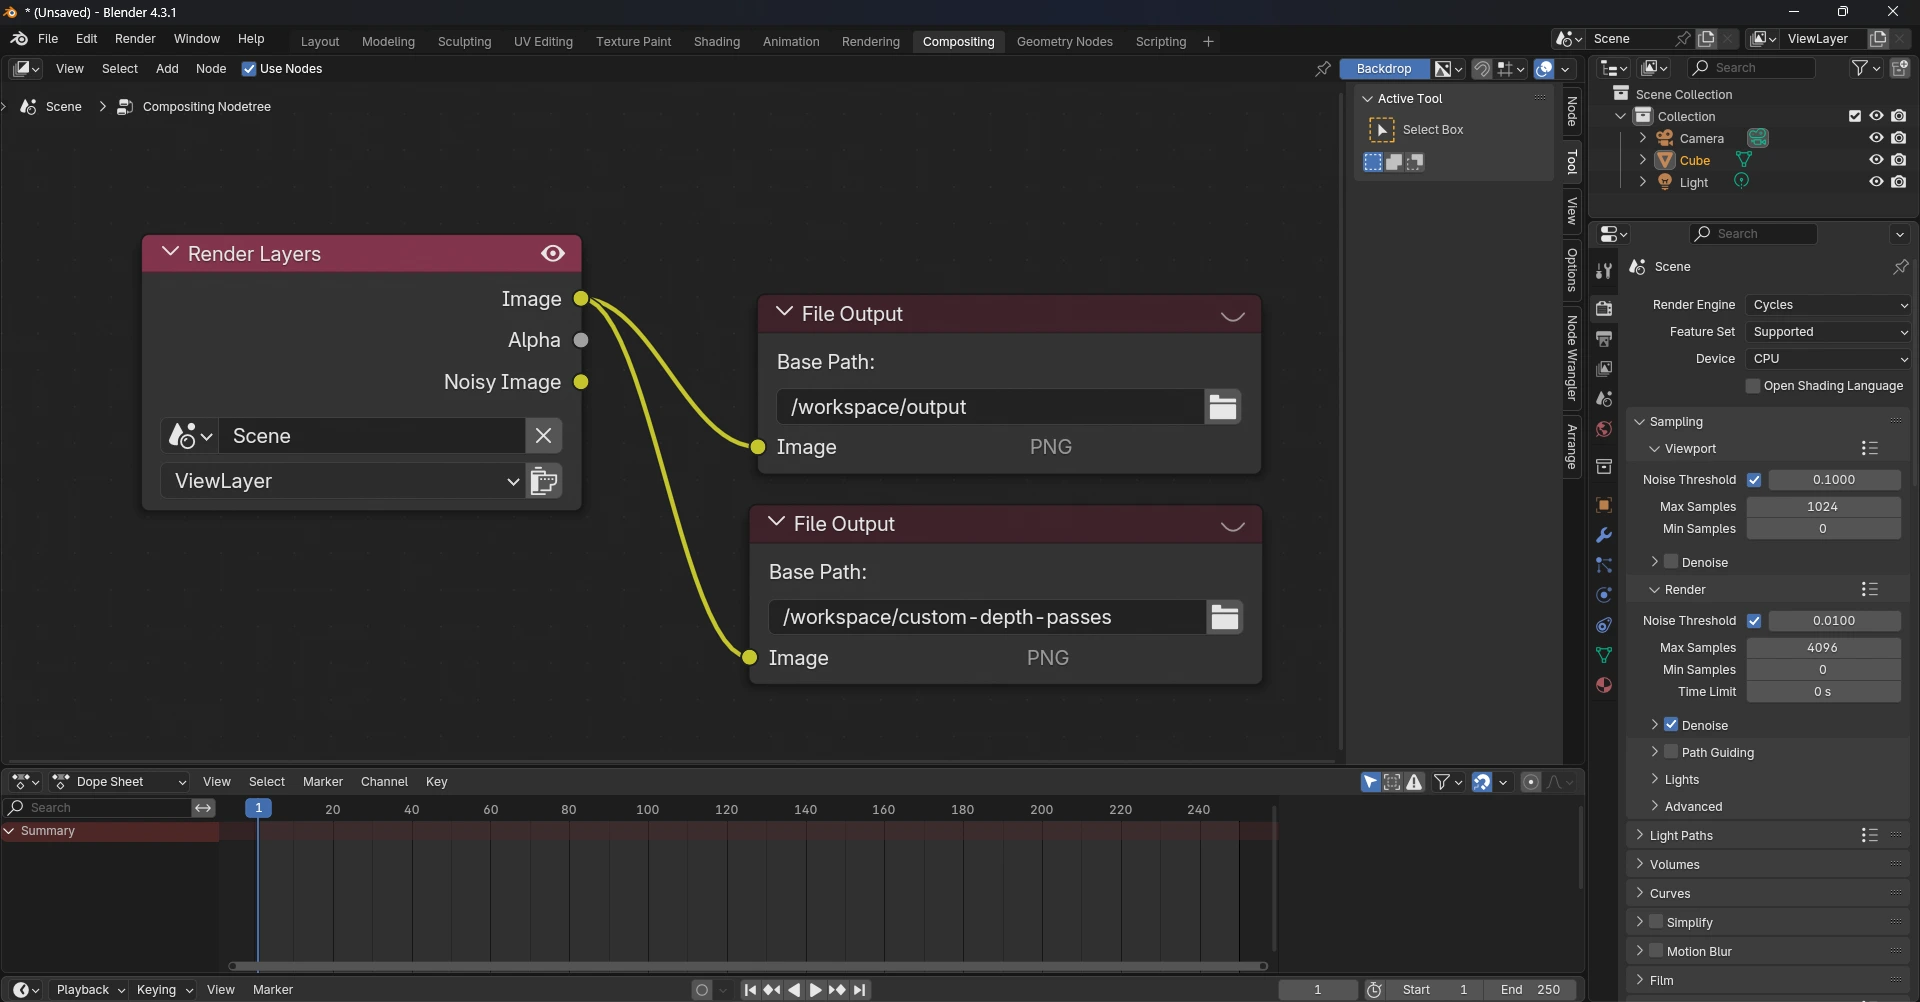 * (Unsaved) - Blender 4.3.1
File Edit Render Window Help Layout Modeling Sculpting UV Editing Texture Paint Shading Animation Rendering Compositing Geometry Nodes Scripting + Scene ViewLayer
View Select Add Node Use Nodes Backdrop
Scene > Compositing Nodetree
Render Layers
Image
Alpha
Noisy Image
Scene
ViewLayer
File Output
Base Path:
/workspace/output
Image PNG
File Output
Base Path:
/workspace/custom-depth-passes
Image PNG
Active Tool
Select Box
Node
Tool
View
Options
Node Wrangler
Arrange
Search
Scene Collection
Collection
Camera
Cube
Light
Search
Scene
Render Engine Cycles
Feature Set Supported
Device CPU
Open Shading Language
Sampling
Viewport
Noise Threshold 0.1000
Max Samples 1024
Min Samples 0
Denoise
Render
Noise Threshold 0.0100
Max Samples 4096
Min Samples 0
Time Limit 0 s
Denoise
Path Guiding
Lights
Advanced
Light Paths
Volumes
Curves
Simplify
Motion Blur
Film
Dope Sheet View Select Marker Channel Key
Search 1 20 40 60 80 100 120 140 160 180 200 220 240
Summary
Playback Keying View Marker 1 Start 1 End 250